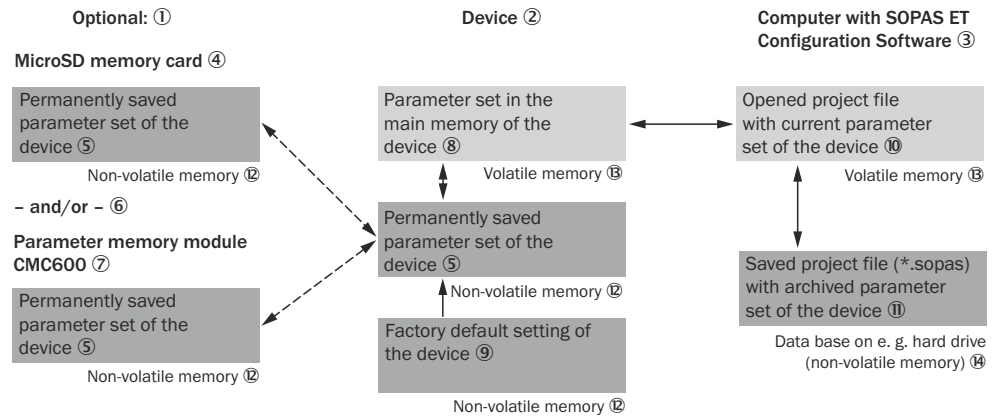 Optional: ①
MicroSD memory card ④
Permanently saved
parameter set of the
device ⑤
Non-volatile memory ⑫
– and/or – ⑥
Parameter memory module
CMC600 ⑦
Permanently saved
parameter set of the
device ⑤
Non-volatile memory ⑫
Device ②
Parameter set in the
main memory of the
device ⑧
Volatile memory ⑬
Permanently saved
parameter set of the
device ⑤
Non-volatile memory ⑫
Factory default setting of
the device ⑨
Non-volatile memory ⑫
Computer with SOPAS ET
Configuration Software ③
Opened project file
with current parameter
set of the device ⑩
Volatile memory ⑬
Saved project file (*.sopas)
with archived parameter
set of the device ⑪
Data base on e. g. hard drive
(non-volatile memory) ⑭